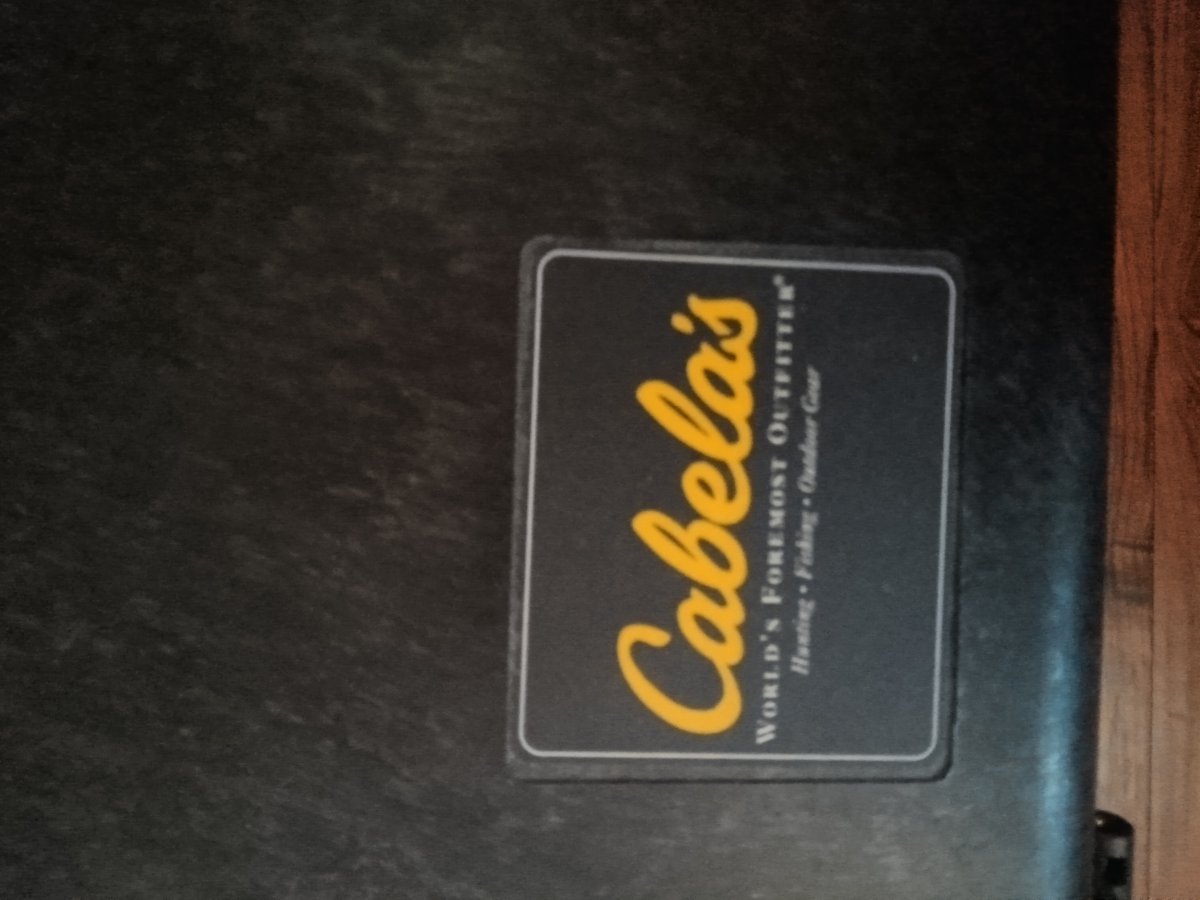 Cabela's
WORLD'S FOREMOST OUTFITTER®
Hunting • Fishing • Outdoor Gear